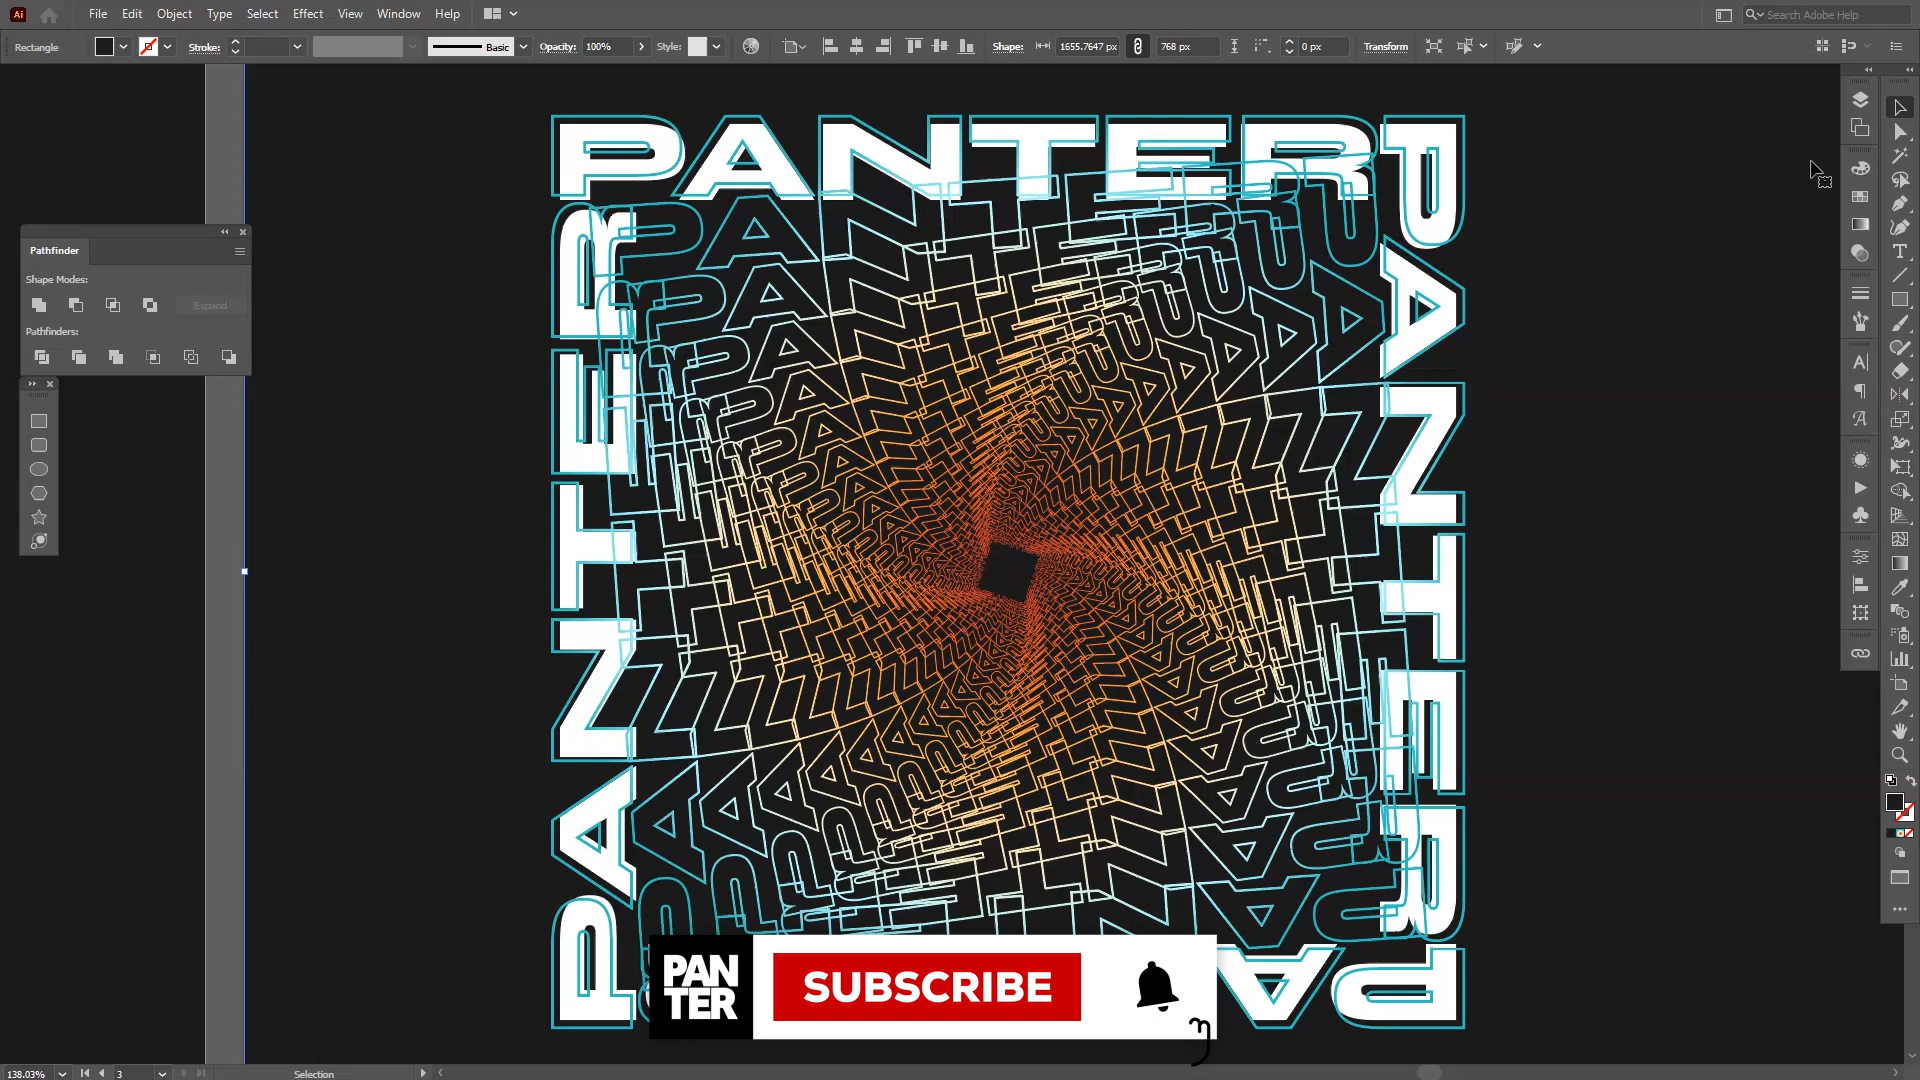 Ai File Edit Object Type Select Effect View Window Help Search Adobe Help
Rectangle Stroke: Basic Opacity: 100% Style: Shape: 1655.7647 px 768 px 0 px Transform
PANTER
PANTER
PANTER
PA
Pathfinder
Shape Modes:
Expand
Pathfinders:
PAN
TER
SUBSCRIBE
138.03% 3 Selection